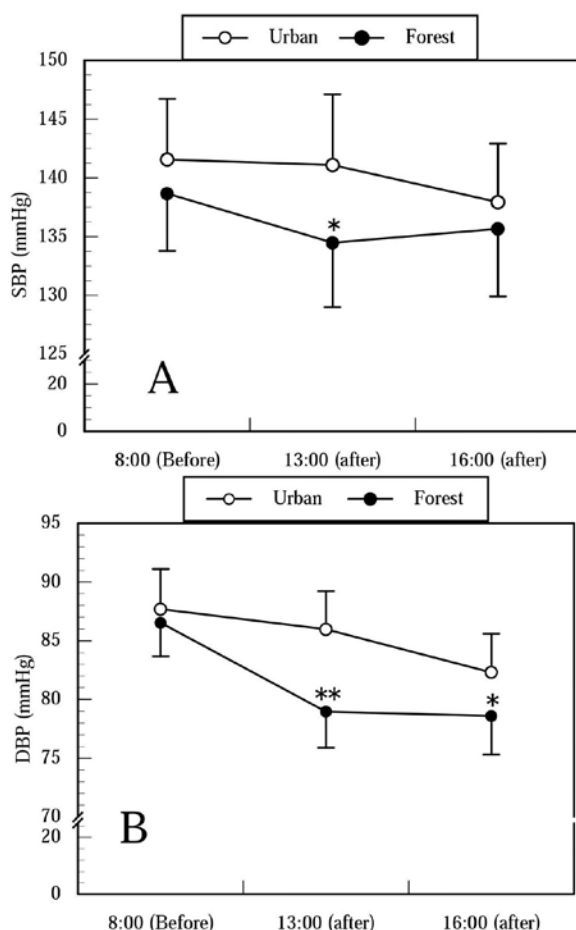 Urban Forest
150
145
140
135
130
125
20
0
SBP (mmHg)
*
A
8:00 (Before) 13:00 (after) 16:00 (after)
Urban Forest
95
90
85
80
75
70
20
0
DBP (mmHg)
** *
B
8:00 (Before) 13:00 (after) 16:00 (after)